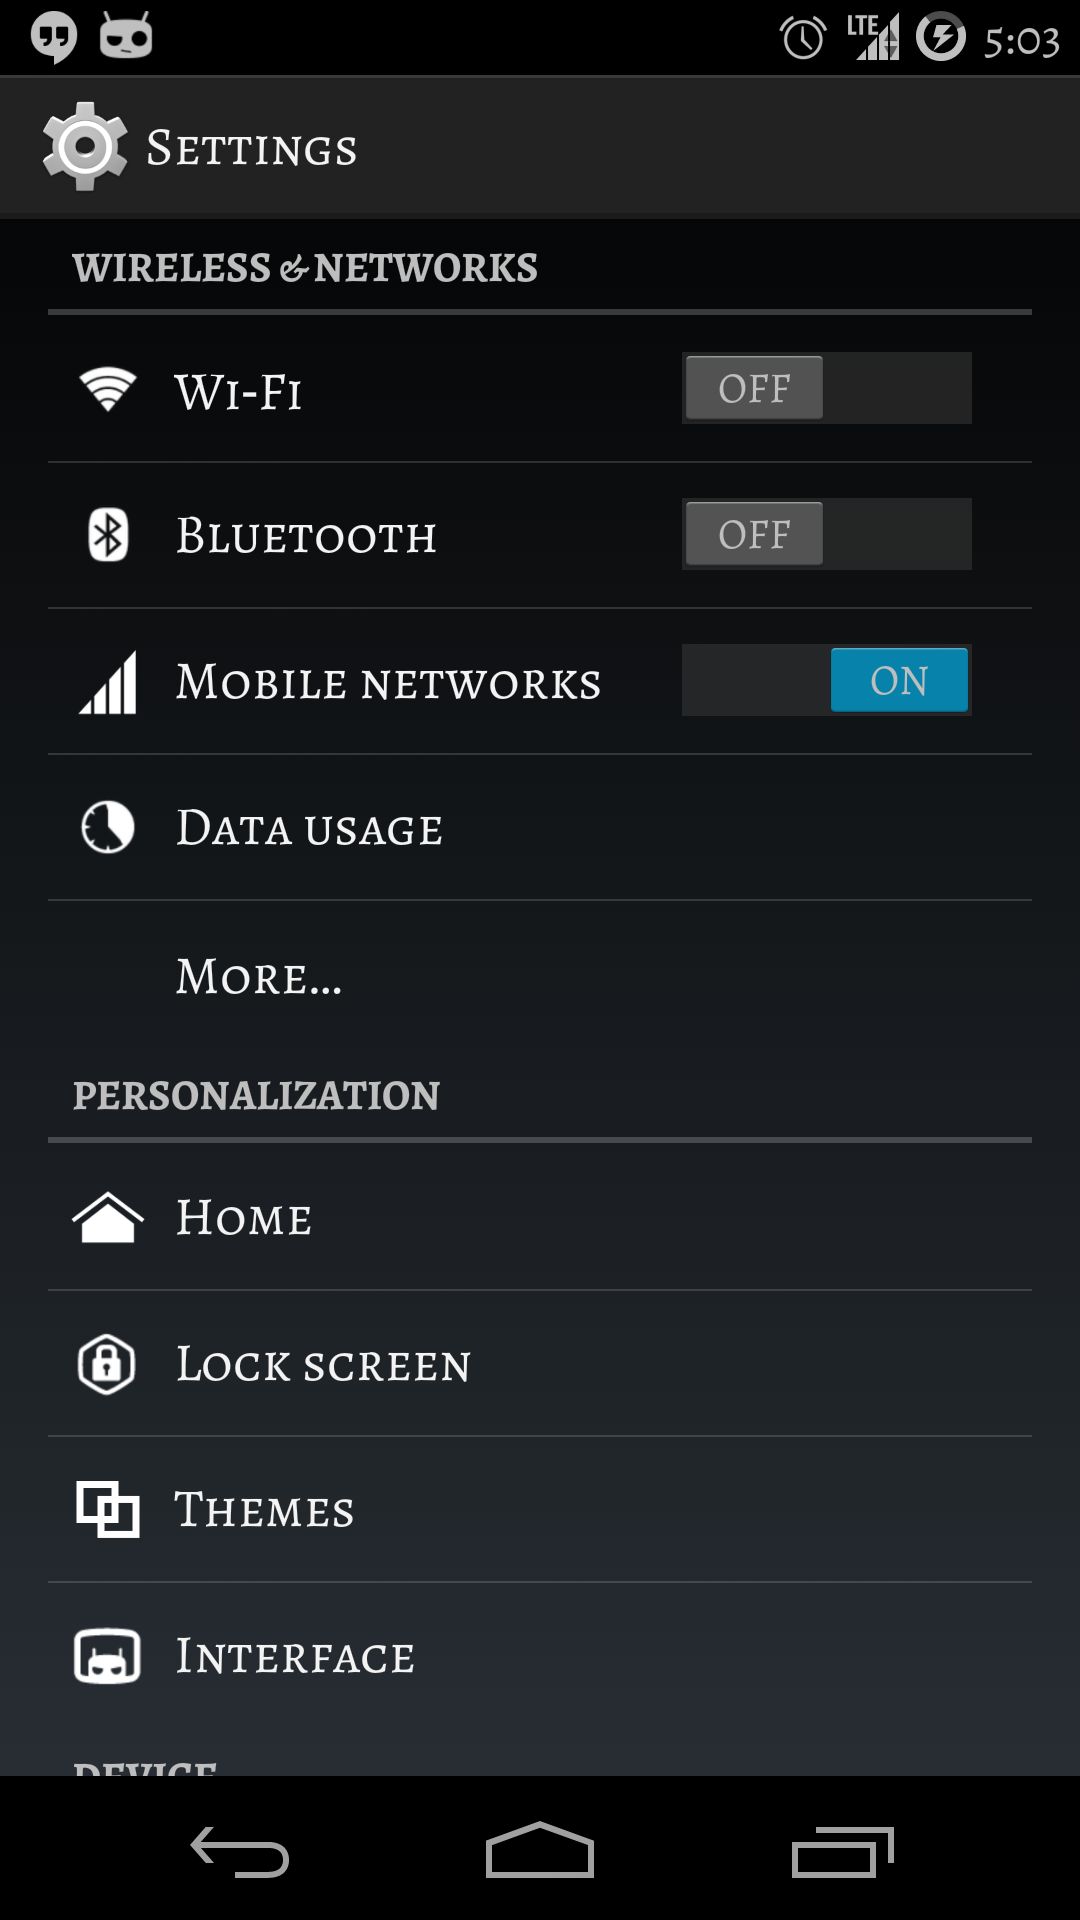 LTE 5:03
Settings
WIRELESS & NETWORKS
Wi-Fi OFF
Bluetooth OFF
Mobile networks ON
Data usage
More...
PERSONALIZATION
Home
Lock screen
Themes
Interface
DEVICE